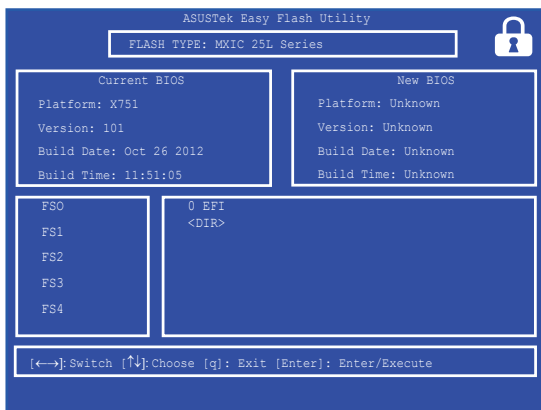 ASUSTek Easy Flash Utility
FLASH TYPE: MXIC 25L Series
Current BIOS
Platform: X751
Version: 101
Build Date: Oct 26 2012
Build Time: 11:51:05
New BIOS
Platform: Unknown
Version: Unknown
Build Date: Unknown
Build Time: Unknown
FSO
FS1
FS2
FS3
FS4
0 EFI
<DIR>
[←→]: Switch [↑↓]: Choose [q]: Exit [Enter]: Enter/Execute